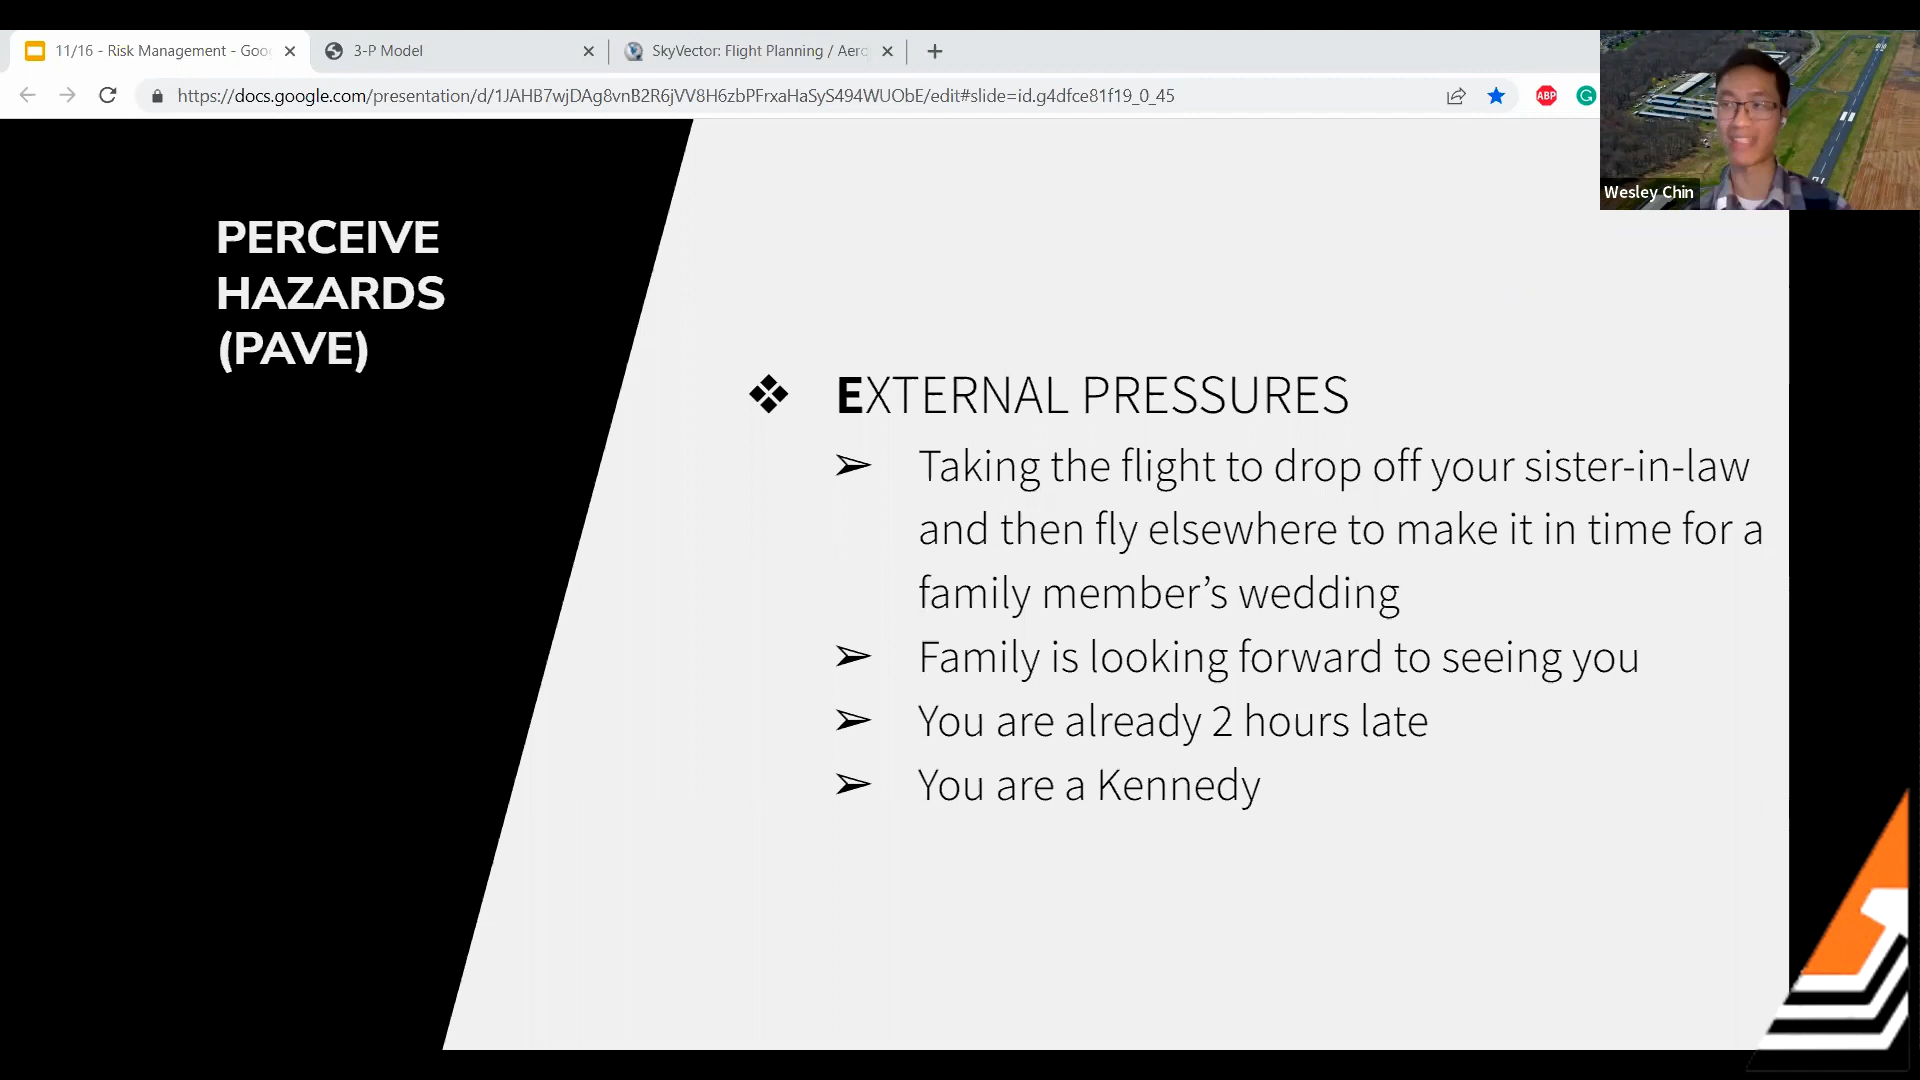 11/16 - Risk Management - Goo
3-P Model
SkyVector: Flight Planning / Aero
https://docs.google.com/presentation/d/1JAHB7wjDAg8vnB2R6jVV8H6zbPFrxaHaSyS494WUObE/edit#slide=id.g4dfce81f19_0_45
ABP
Wesley Chin
PERCEIVE
HAZARDS
(PAVE)
❖ EXTERNAL PRESSURES
➢ Taking the flight to drop off your sister-in-law
and then fly elsewhere to make it in time for a
family member’s wedding
➢ Family is looking forward to seeing you
➢ You are already 2 hours late
➢ You are a Kennedy